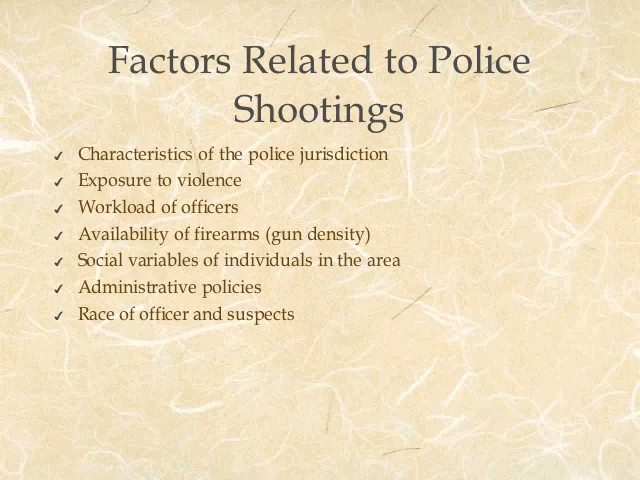 Factors Related to Police
Shootings
✓ Characteristics of the police jurisdiction
✓ Exposure to violence
✓ Workload of officers
✓ Availability of firearms (gun density)
✓ Social variables of individuals in the area
✓ Administrative policies
✓ Race of officer and suspects